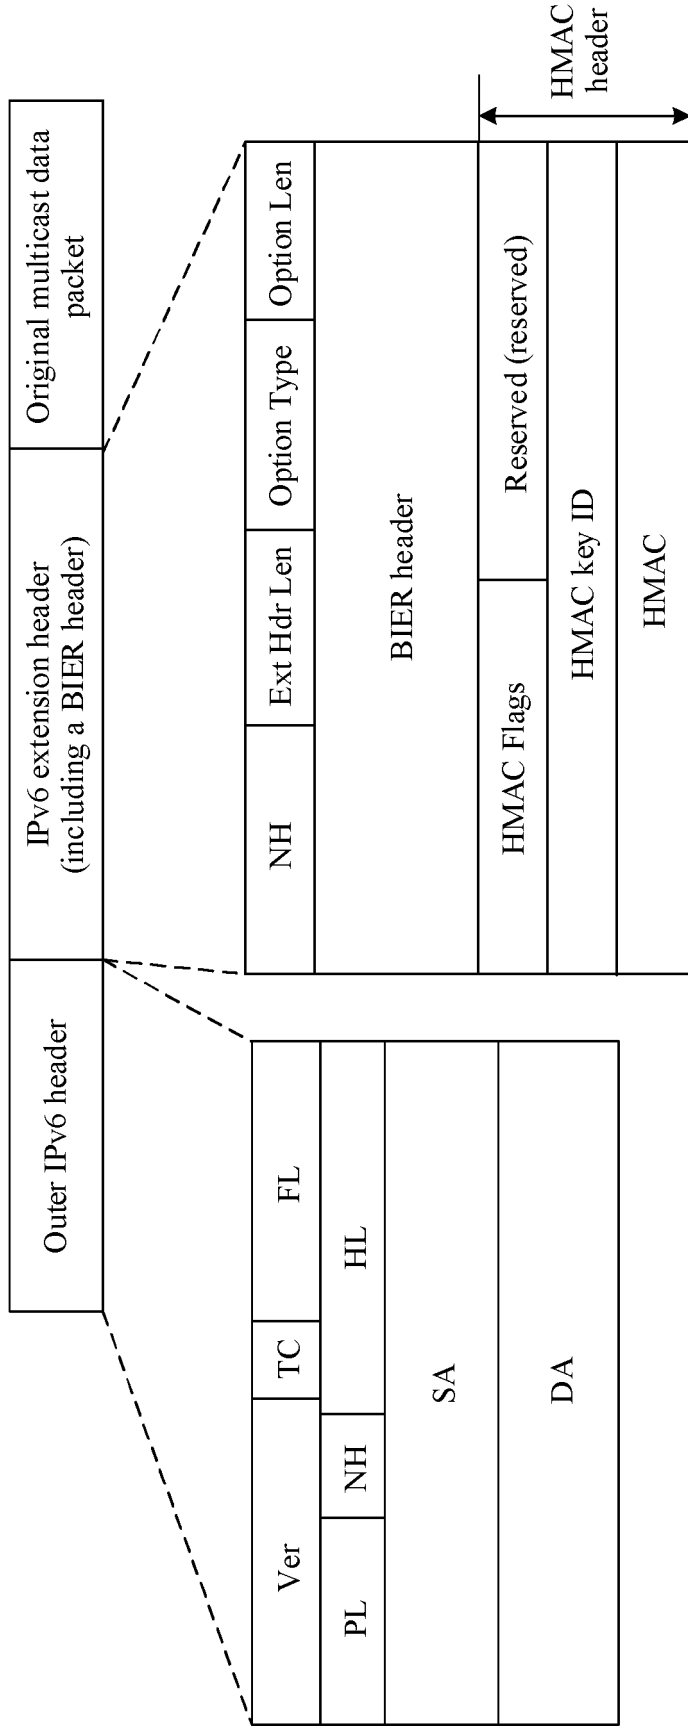 Outer IPv6 header
IPv6 extension header
(including a BIER header)
Original multicast data
packet
Ver
TC
FL
PL
NH
HL
SA
DA
NH
Ext Hdr Len
Option Type
Option Len
BIER header
HMAC Flags
Reserved (reserved)
HMAC key ID
HMAC
HMAC
header